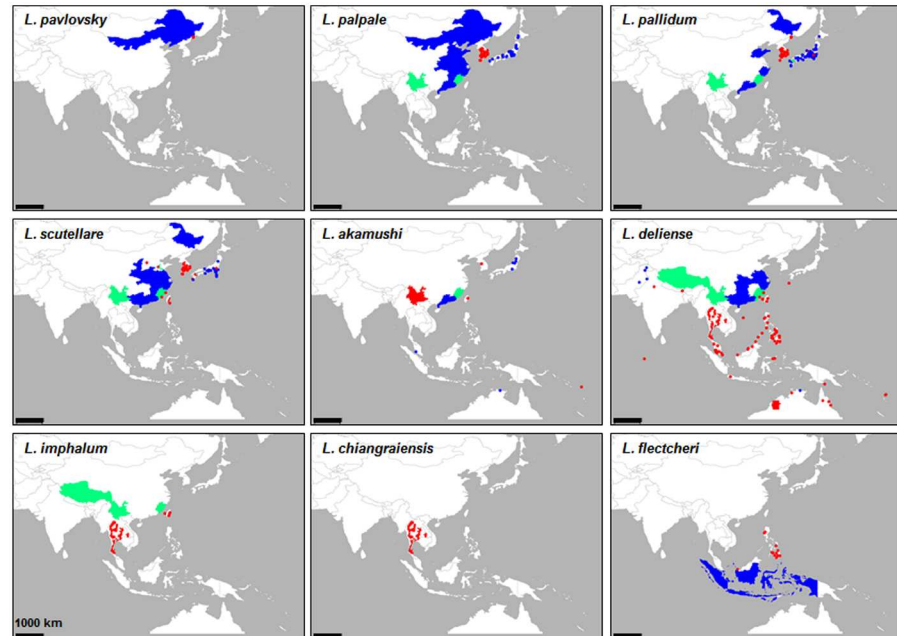 L. pavlovsky
L. palpale
L. pallidum
L. scutellare
L. akamushi
L. deliense
L. imphalum
L. chiangraiensis
L. flectcheri
1000 km